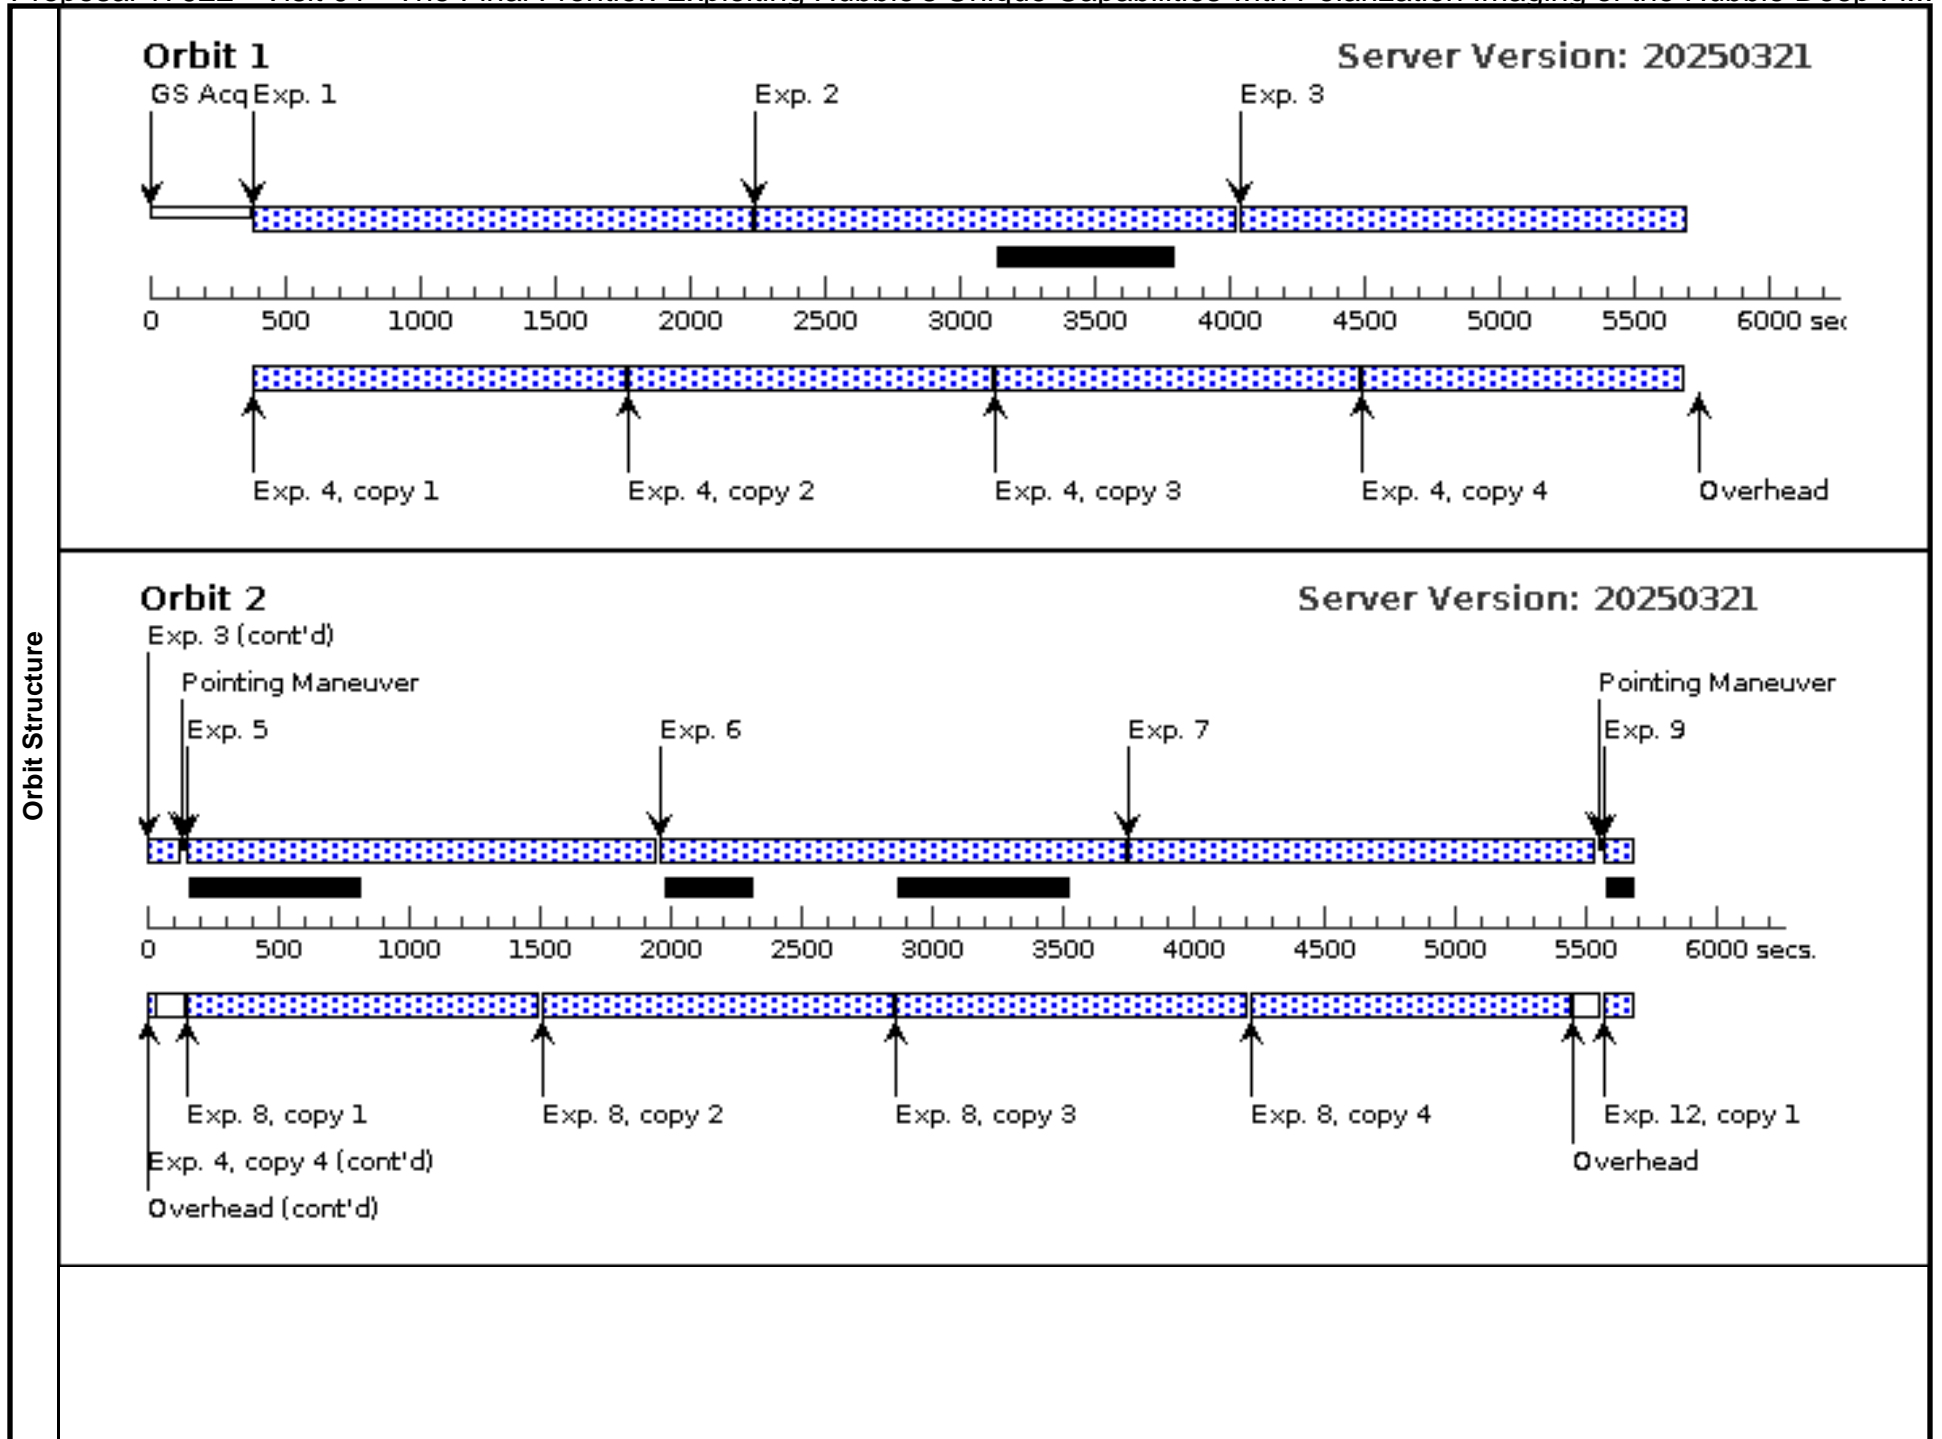 Orbit Structure
Orbit 1 Server Version: 20250321
GS Acq Exp. 1 Exp. 2 Exp. 3
0 500 1000 1500 2000 2500 3000 3500 4000 4500 5000 5500 6000 sec
Exp. 4, copy 1 Exp. 4, copy 2 Exp. 4, copy 3 Exp. 4, copy 4 Overhead
Orbit 2 Server Version: 20250321
Exp. 3 (cont'd)
Pointing Maneuver Pointing Maneuver
Exp. 5 Exp. 6 Exp. 7 Exp. 9
0 500 1000 1500 2000 2500 3000 3500 4000 4500 5000 5500 6000 secs.
Exp. 8, copy 1 Exp. 8, copy 2 Exp. 8, copy 3 Exp. 8, copy 4 Exp. 12, copy 1
Exp. 4, copy 4 (cont'd) Overhead
Overhead (cont'd)